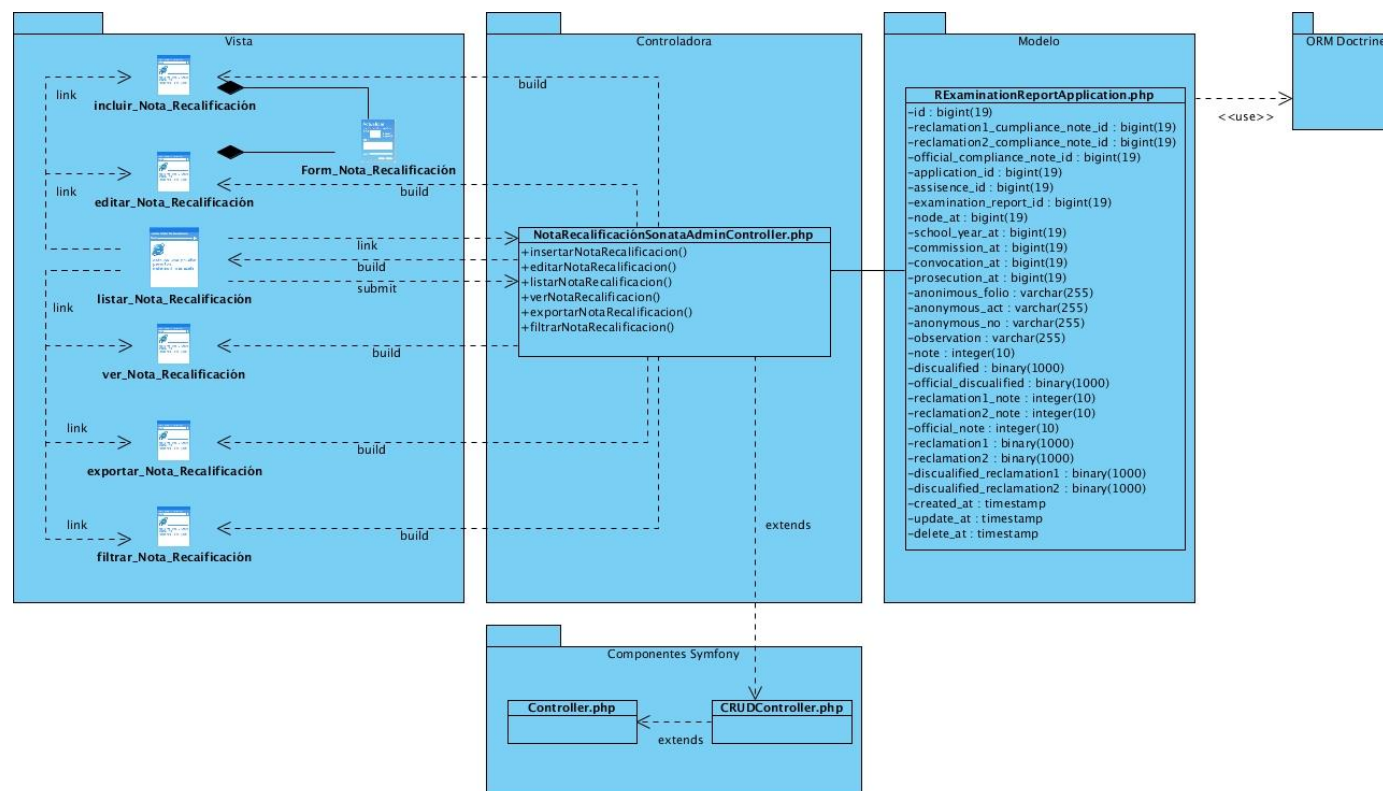 Vista
incluir_Nota_Recalificación
link
build
Form_Nota_Recalificación
editar_Nota_Recalificación
link
build
listar_Nota_Recalificación
link
build
submit
link
ver_Nota_Recalificación
build
link
exportar_Nota_Recalificación
build
link
filtrar_Nota_Recaificación
build
Controladora
NotaRecalificaciónSonataAdminController.php
+insertarNotaRecalificacion()
+editarNotaRecalificacion()
+listarNotaRecalificacion()
+verNotaRecalificacion()
+exportarNotaRecalificacion()
+filtrarNotaRecalificacion()
extends
Modelo
RExaminationReportApplication.php
-id : bigint(19)
-reclamation1_cumpliance_note_id : bigint(19)
-reclamation2_cumpliance_note_id : bigint(19)
-official_compliance_note_id : bigint(19)
-application_id : bigint(19)
-assisence_id : bigint(19)
-examination_report_id : bigint(19)
-node_at : bigint(19)
-school_year_at : bigint(19)
-commission_at : bigint(19)
-convocation_at : bigint(19)
-prosecution_at : bigint(19)
-anonimous_folio : varchar(255)
-anonymous_act : varchar(255)
-anonymous_no : varchar(255)
-observation : varchar(255)
-note : integer(10)
-discualified : binary(1000)
-official_discualified : binary(1000)
-reclamation1_note : integer(10)
-reclamation2_note : integer(10)
-official_note : integer(10)
-reclamation1 : binary(1000)
-reclamation2 : binary(1000)
-discualified_reclamation1 : binary(1000)
-discualified_reclamation2 : binary(1000)
-created_at : timestamp
-update_at : timestamp
-delete_at : timestamp
<<use>>
ORM Doctrine
Componentes Symfony
Controller.php
CRUDController.php
extends